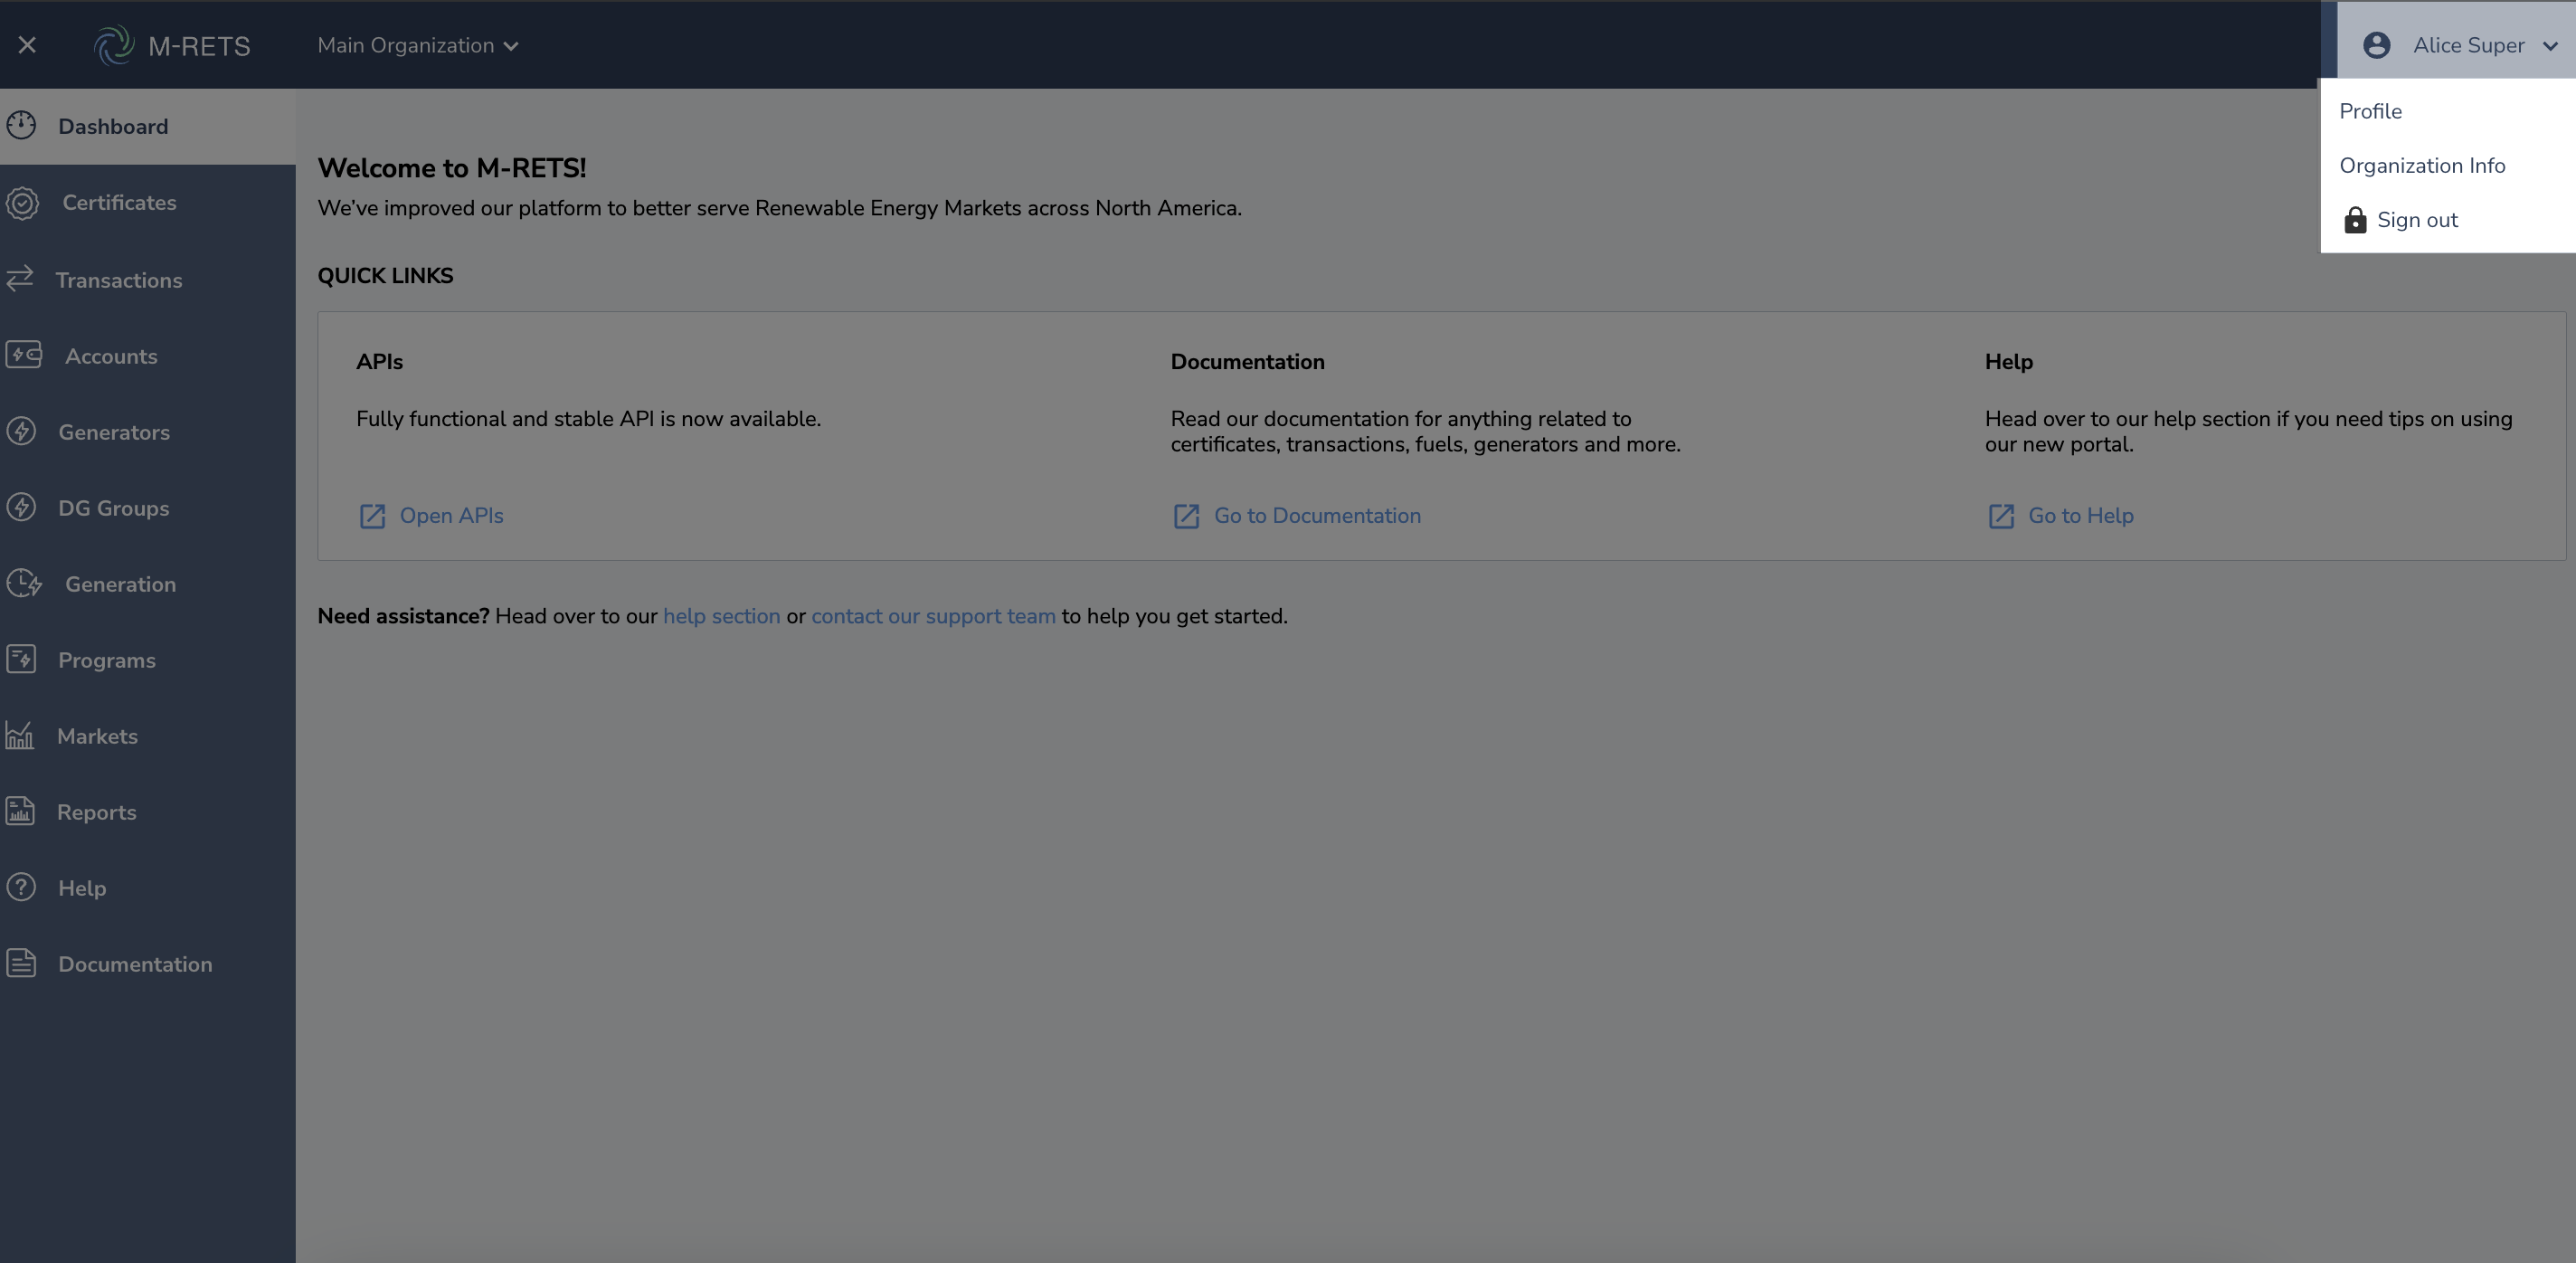 M-RETS
Main Organization
Alice Super
Profile
Organization Info
Sign out
Dashboard
Certificates
Transactions
Accounts
Generators
DG Groups
Generation
Programs
Markets
Reports
Help
Documentation
Welcome to M-RETS!
We’ve improved our platform to better serve Renewable Energy Markets across North America.
QUICK LINKS
APIs
Fully functional and stable API is now available.
Open APIs
Documentation
Read our documentation for anything related to
certificates, transactions, fuels, generators and more.
Go to Documentation
Help
Head over to our help section if you need tips on using
our new portal.
Go to Help
Need assistance? Head over to our help section or contact our support team to help you get started.